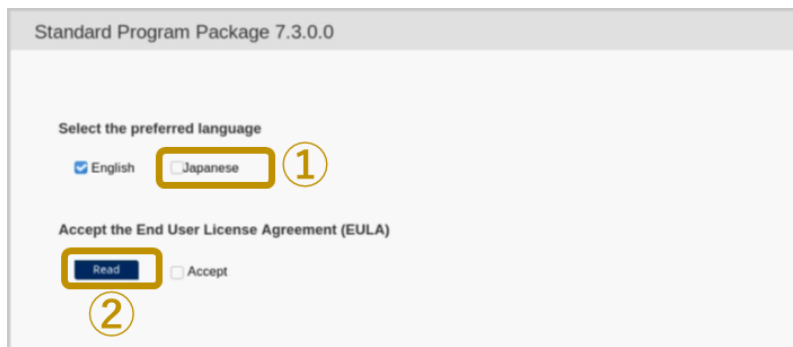 Standard Program Package 7.3.0.0
Select the preferred language
English Japanese ①
Accept the End User License Agreement (EULA)
Read Accept
②